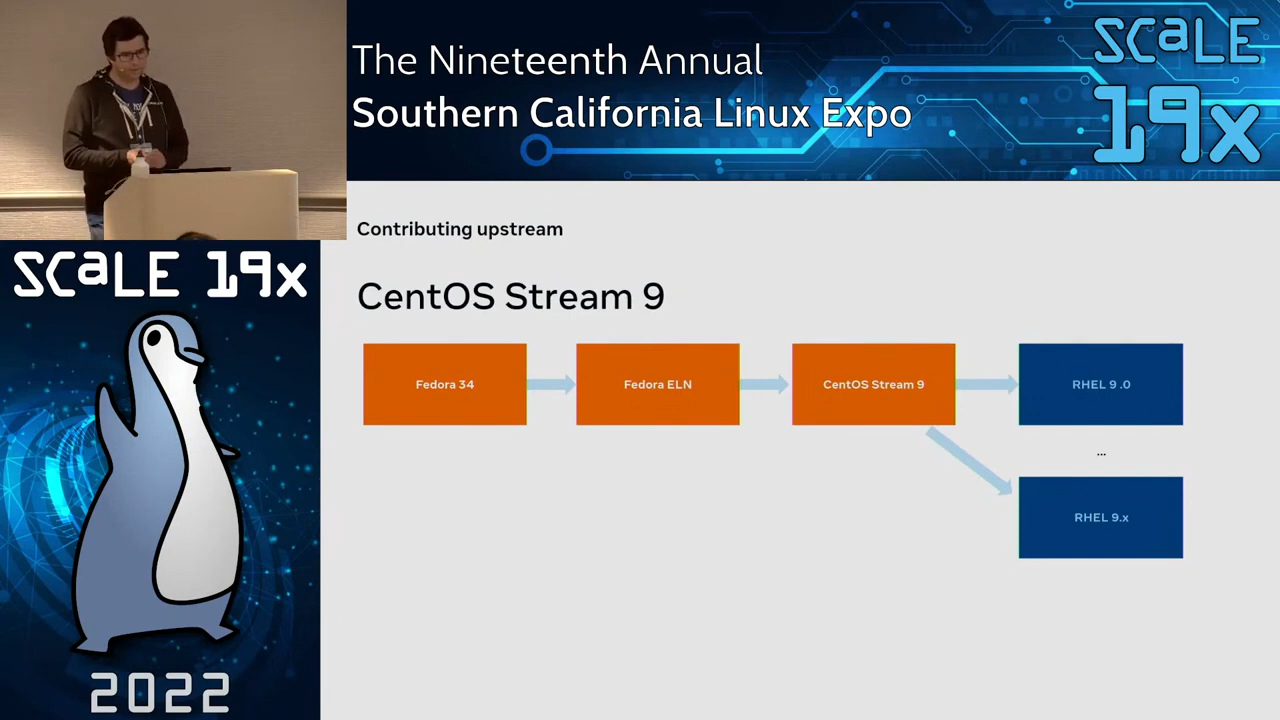 The Nineteenth Annual
Southern California Linux Expo
SCaLE
19x
SCaLE 19x
2022
Contributing upstream
CentOS Stream 9
Fedora 34
Fedora ELN
CentOS Stream 9
RHEL 9 .0
...
RHEL 9.x